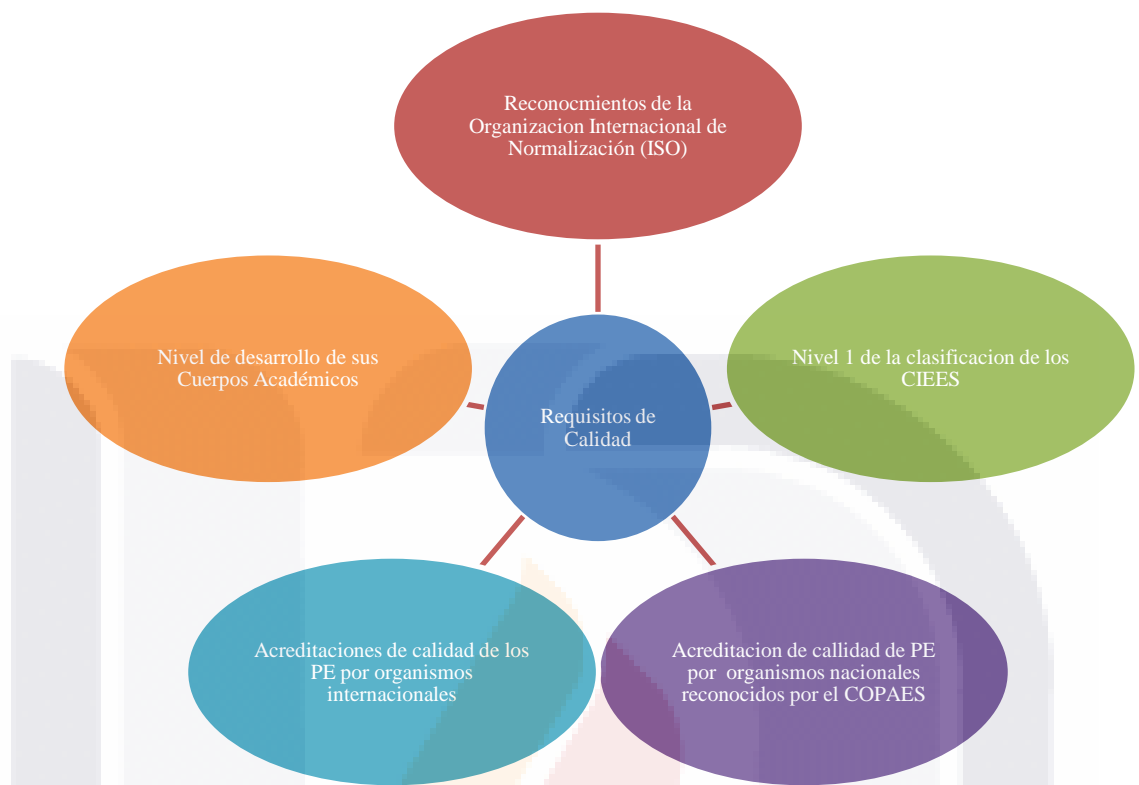 Reconocmientos de la
Organizacion Internacional de
Normalización (ISO)
Nivel de desarrollo de sus
Cuerpos Académicos
Nivel 1 de la clasificacion de los
CIEES
Requisitos de
Calidad
Acreditaciones de calidad de los
PE por organismos
internacionales
Acreditacion de callidad de PE
por organismos nacionales
reconocidos por el COPAES